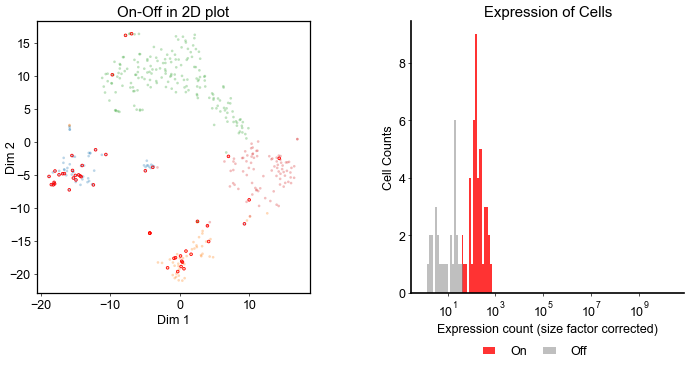 On-Off in 2D plot
15
10
5
0
−5
−10
−15
−20
Dim 2
−20 −10 0 10
Dim 1
Expression of Cells
8
6
4
2
0
Cell Counts
10^1 10^3 10^5 10^7 10^9
Expression count (size factor corrected)
On Off